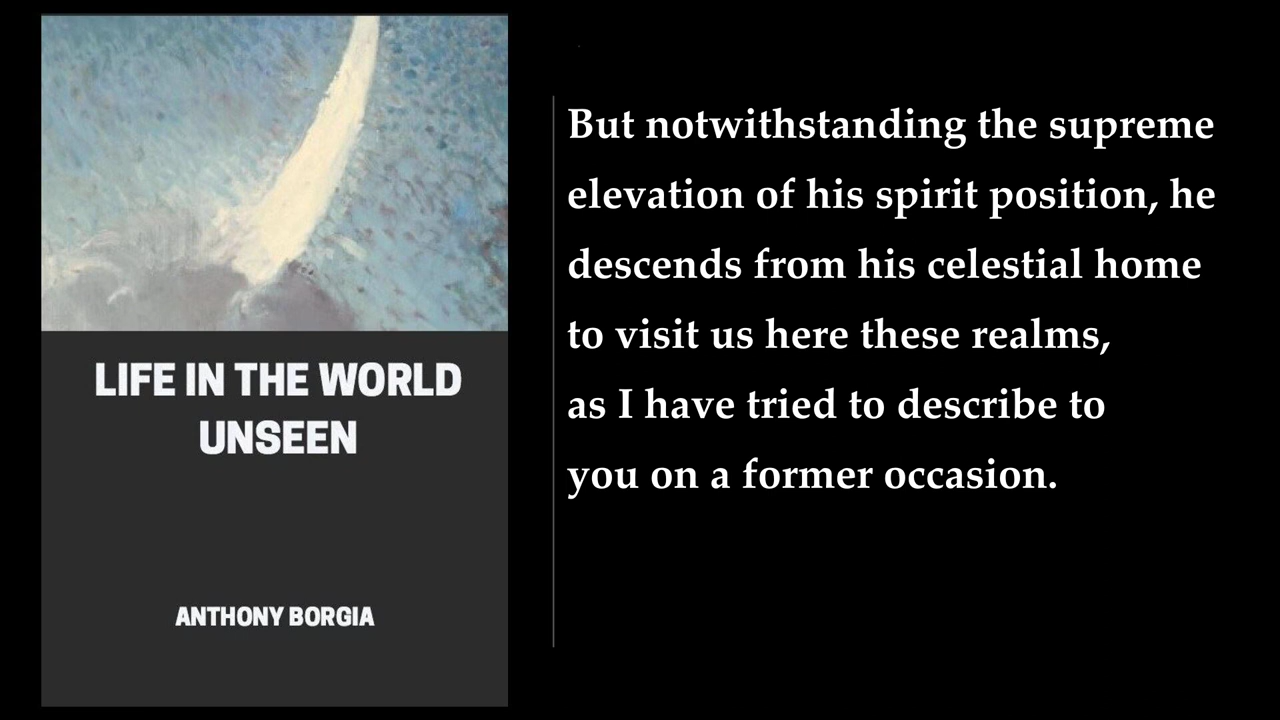 LIFE IN THE WORLD
UNSEEN
ANTHONY BORGIA
But notwithstanding the supreme
elevation of his spirit position, he
descends from his celestial home
to visit us here these realms,
as I have tried to describe to
you on a former occasion.